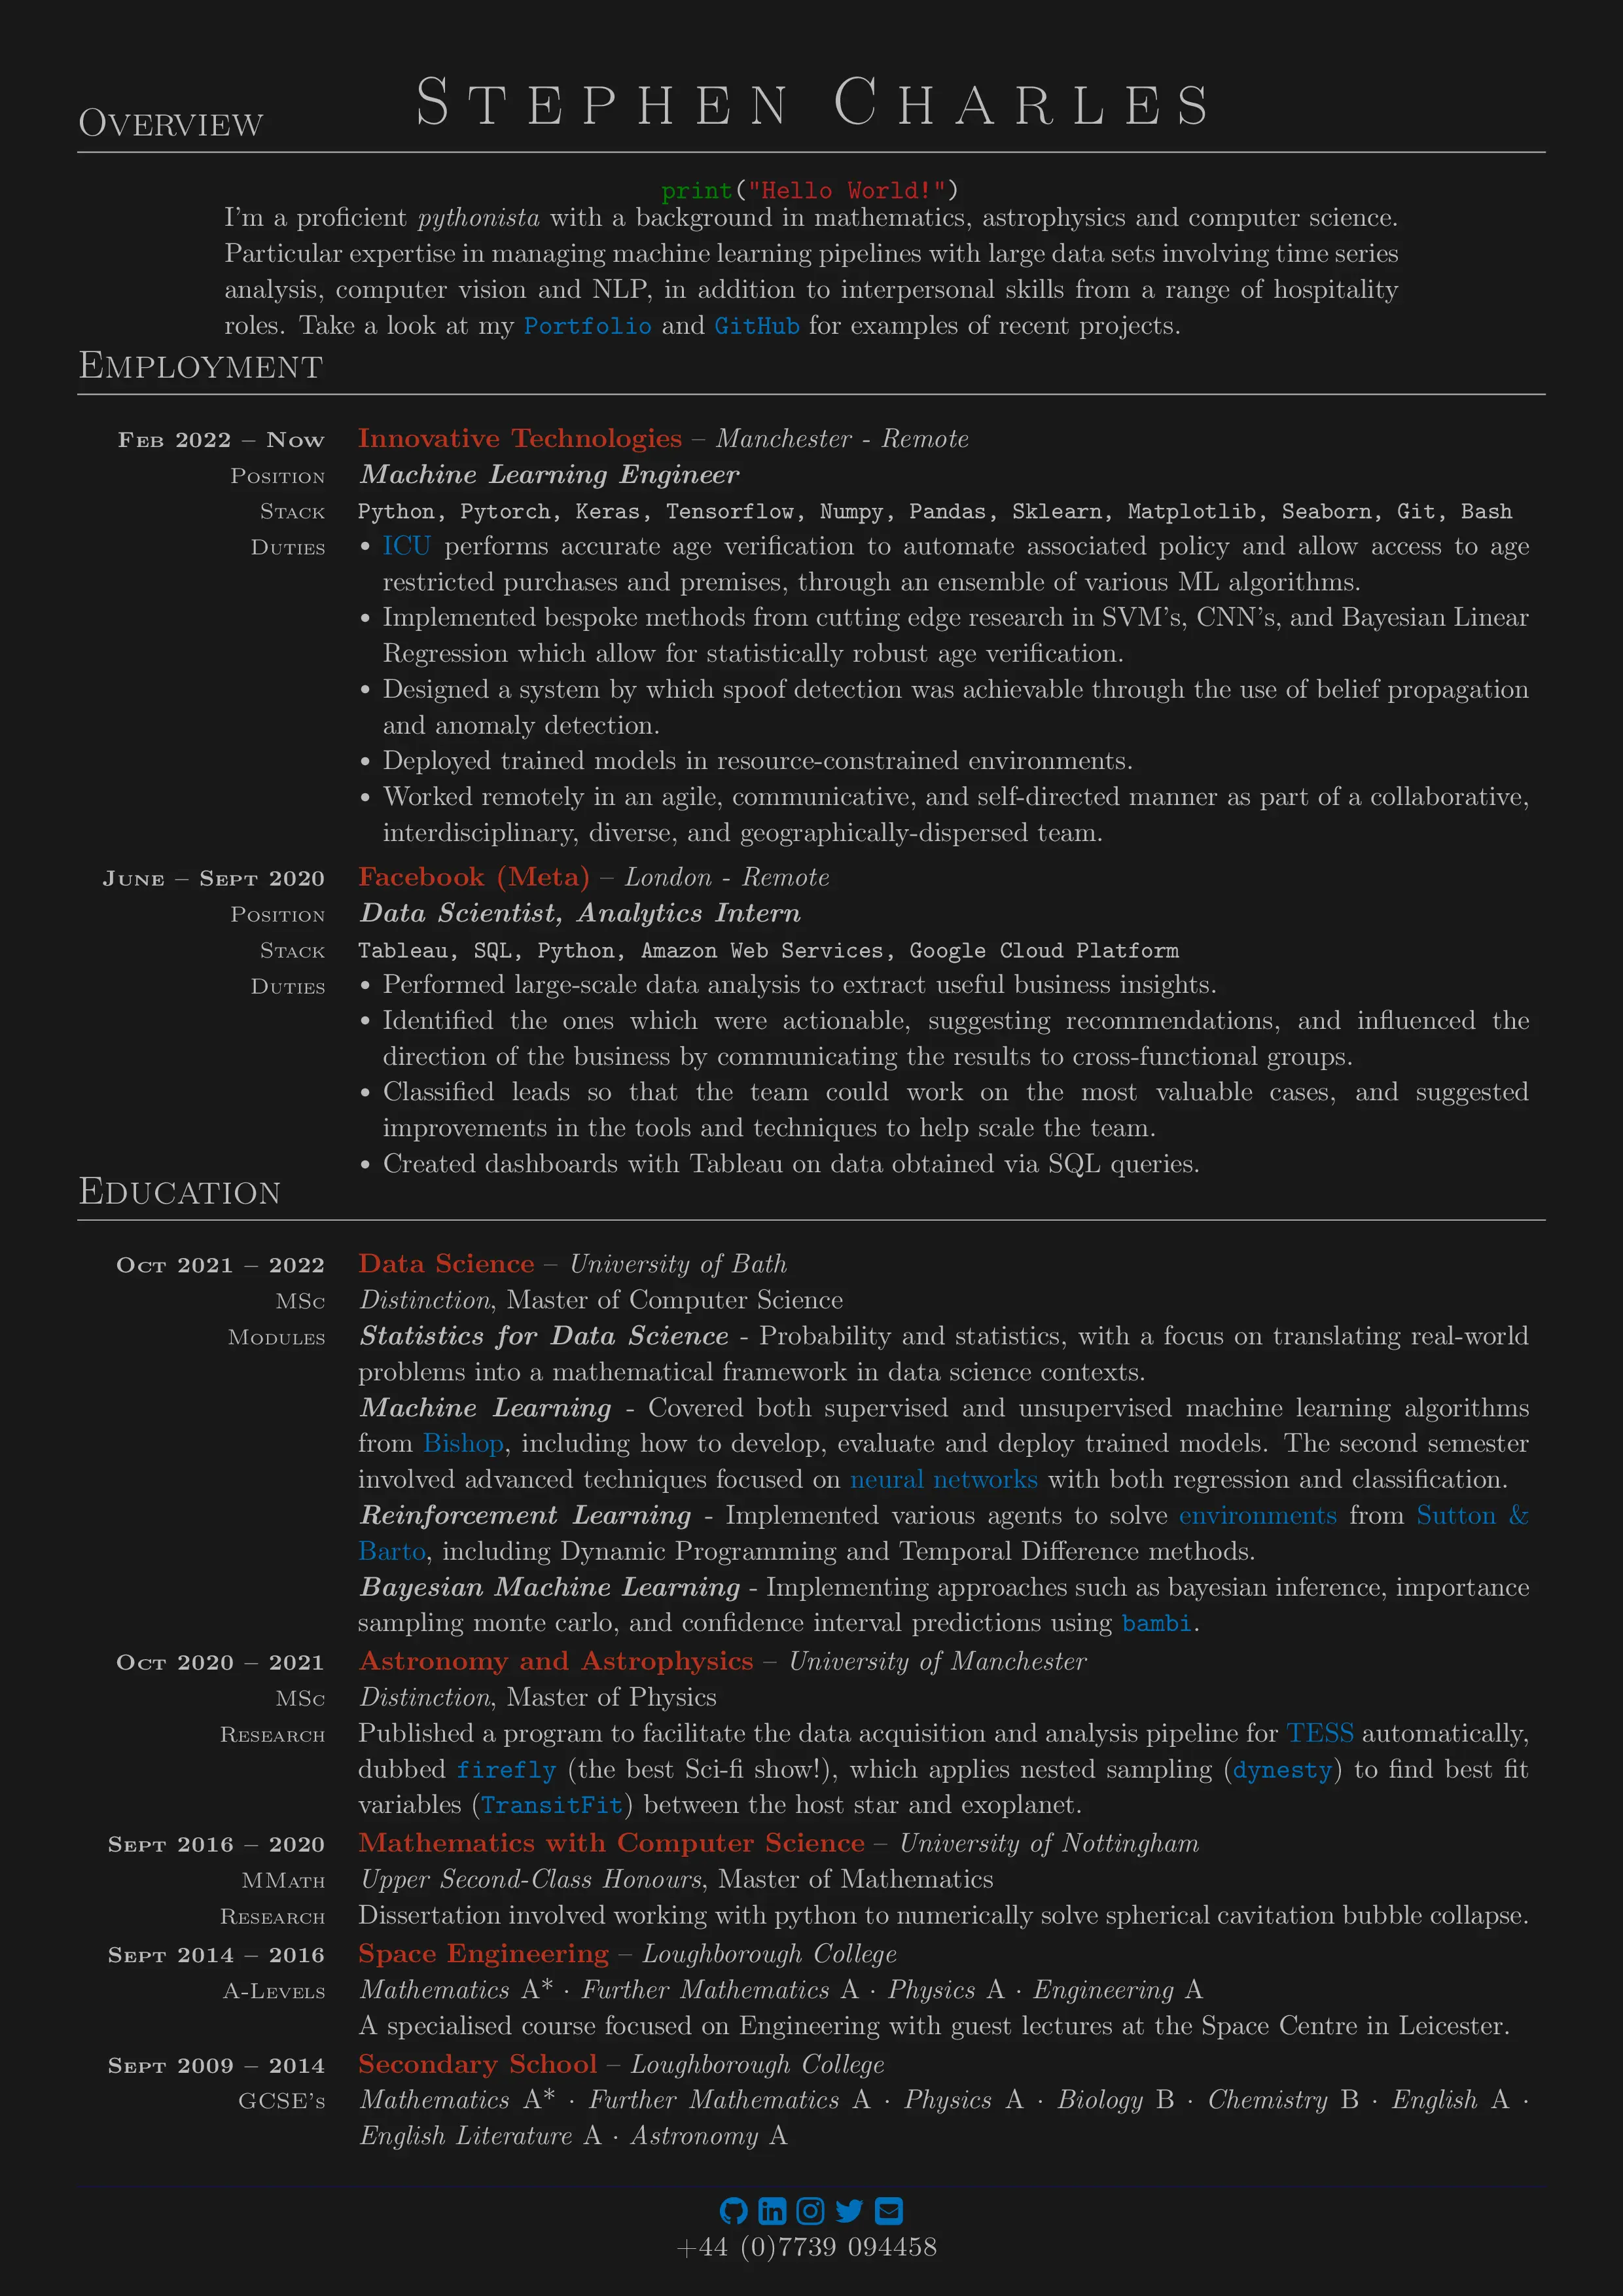 STEPHEN CHARLES
OVERVIEW
print("Hello World!")
I'm a proficient pythonista with a background in mathematics, astrophysics and computer science.
Particular expertise in managing machine learning pipelines with large data sets involving time series
analysis, computer vision and NLP, in addition to interpersonal skills from a range of hospitality
roles. Take a look at my Portfolio and GitHub for examples of recent projects.
EMPLOYMENT
FEB 2022 – NOW Innovative Technologies – Manchester - Remote
POSITION Machine Learning Engineer
STACK Python, Pytorch, Keras, Tensorflow, Numpy, Pandas, Sklearn, Matplotlib, Seaborn, Git, Bash
DUTIES • ICU performs accurate age verification to automate associated policy and allow access to age
restricted purchases and premises, through an ensemble of various ML algorithms.
• Implemented bespoke methods from cutting edge research in SVM's, CNN's, and Bayesian Linear
Regression which allow for statistically robust age verification.
• Designed a system by which spoof detection was achievable through the use of belief propagation
and anomaly detection.
• Deployed trained models in resource-constrained environments.
• Worked remotely in an agile, communicative, and self-directed manner as part of a collaborative,
interdisciplinary, diverse, and geographically-dispersed team.
JUNE – SEPT 2020 Facebook (Meta) – London - Remote
POSITION Data Scientist, Analytics Intern
STACK Tableau, SQL, Python, Amazon Web Services, Google Cloud Platform
DUTIES • Performed large-scale data analysis to extract useful business insights.
• Identified the ones which were actionable, suggesting recommendations, and influenced the
direction of the business by communicating the results to cross-functional groups.
• Classified leads so that the team could work on the most valuable cases, and suggested
improvements in the tools and techniques to help scale the team.
• Created dashboards with Tableau on data obtained via SQL queries.
EDUCATION
OCT 2021 – 2022 Data Science – University of Bath
MSC Distinction, Master of Computer Science
MODULES Statistics for Data Science - Probability and statistics, with a focus on translating real-world
problems into a mathematical framework in data science contexts.
Machine Learning - Covered both supervised and unsupervised machine learning algorithms
from Bishop, including how to develop, evaluate and deploy trained models. The second semester
involved advanced techniques focused on neural networks with both regression and classification.
Reinforcement Learning - Implemented various agents to solve environments from Sutton &
Barto, including Dynamic Programming and Temporal Difference methods.
Bayesian Machine Learning - Implementing approaches such as bayesian inference, importance
sampling monte carlo, and confidence interval predictions using bambi.
OCT 2020 – 2021 Astronomy and Astrophysics – University of Manchester
MSC Distinction, Master of Physics
RESEARCH Published a program to facilitate the data acquisition and analysis pipeline for TESS automatically,
dubbed firefly (the best Sci-fi show!), which applies nested sampling (dynesty) to find best fit
variables (TransitFit) between the host star and exoplanet.
SEPT 2016 – 2020 Mathematics with Computer Science – University of Nottingham
MMATH Upper Second-Class Honours, Master of Mathematics
RESEARCH Dissertation involved working with python to numerically solve spherical cavitation bubble collapse.
SEPT 2014 – 2016 Space Engineering – Loughborough College
A-LEVELS Mathematics A* · Further Mathematics A · Physics A · Engineering A
A specialised course focused on Engineering with guest lectures at the Space Centre in Leicester.
SEPT 2009 – 2014 Secondary School – Loughborough College
GCSE'S Mathematics A* · Further Mathematics A · Physics A · Biology B · Chemistry B · English A ·
English Literature A · Astronomy A
+44 (0)7739 094458